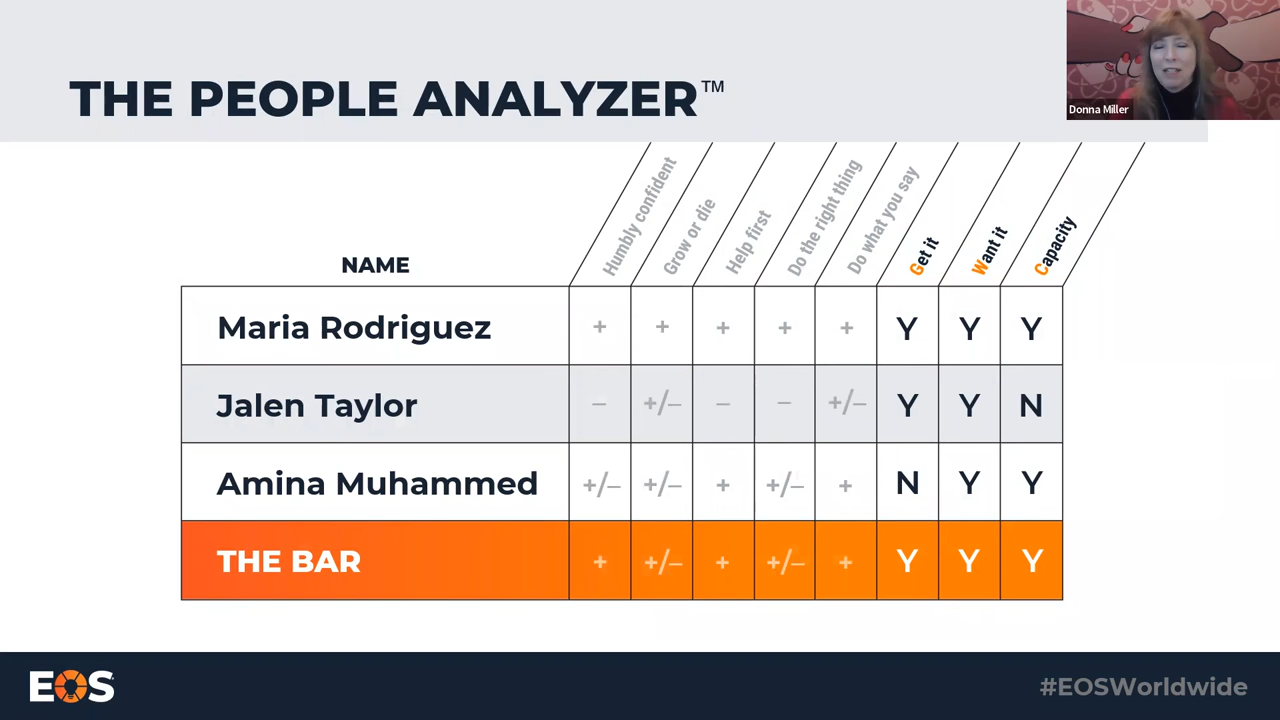 THE PEOPLE ANALYZER™
Donna Miller
NAME
Humbly confident
Grow or die
Help first
Do the right thing
Do what you say
Get it
Want it
Capacity
Maria Rodriguez + + + + + Y Y Y
Jalen Taylor – +/– – – +/– Y Y N
Amina Muhammed +/– +/– + +/– + N Y Y
THE BAR + +/– + +/– + Y Y Y
EOS
#EOSWorldwide